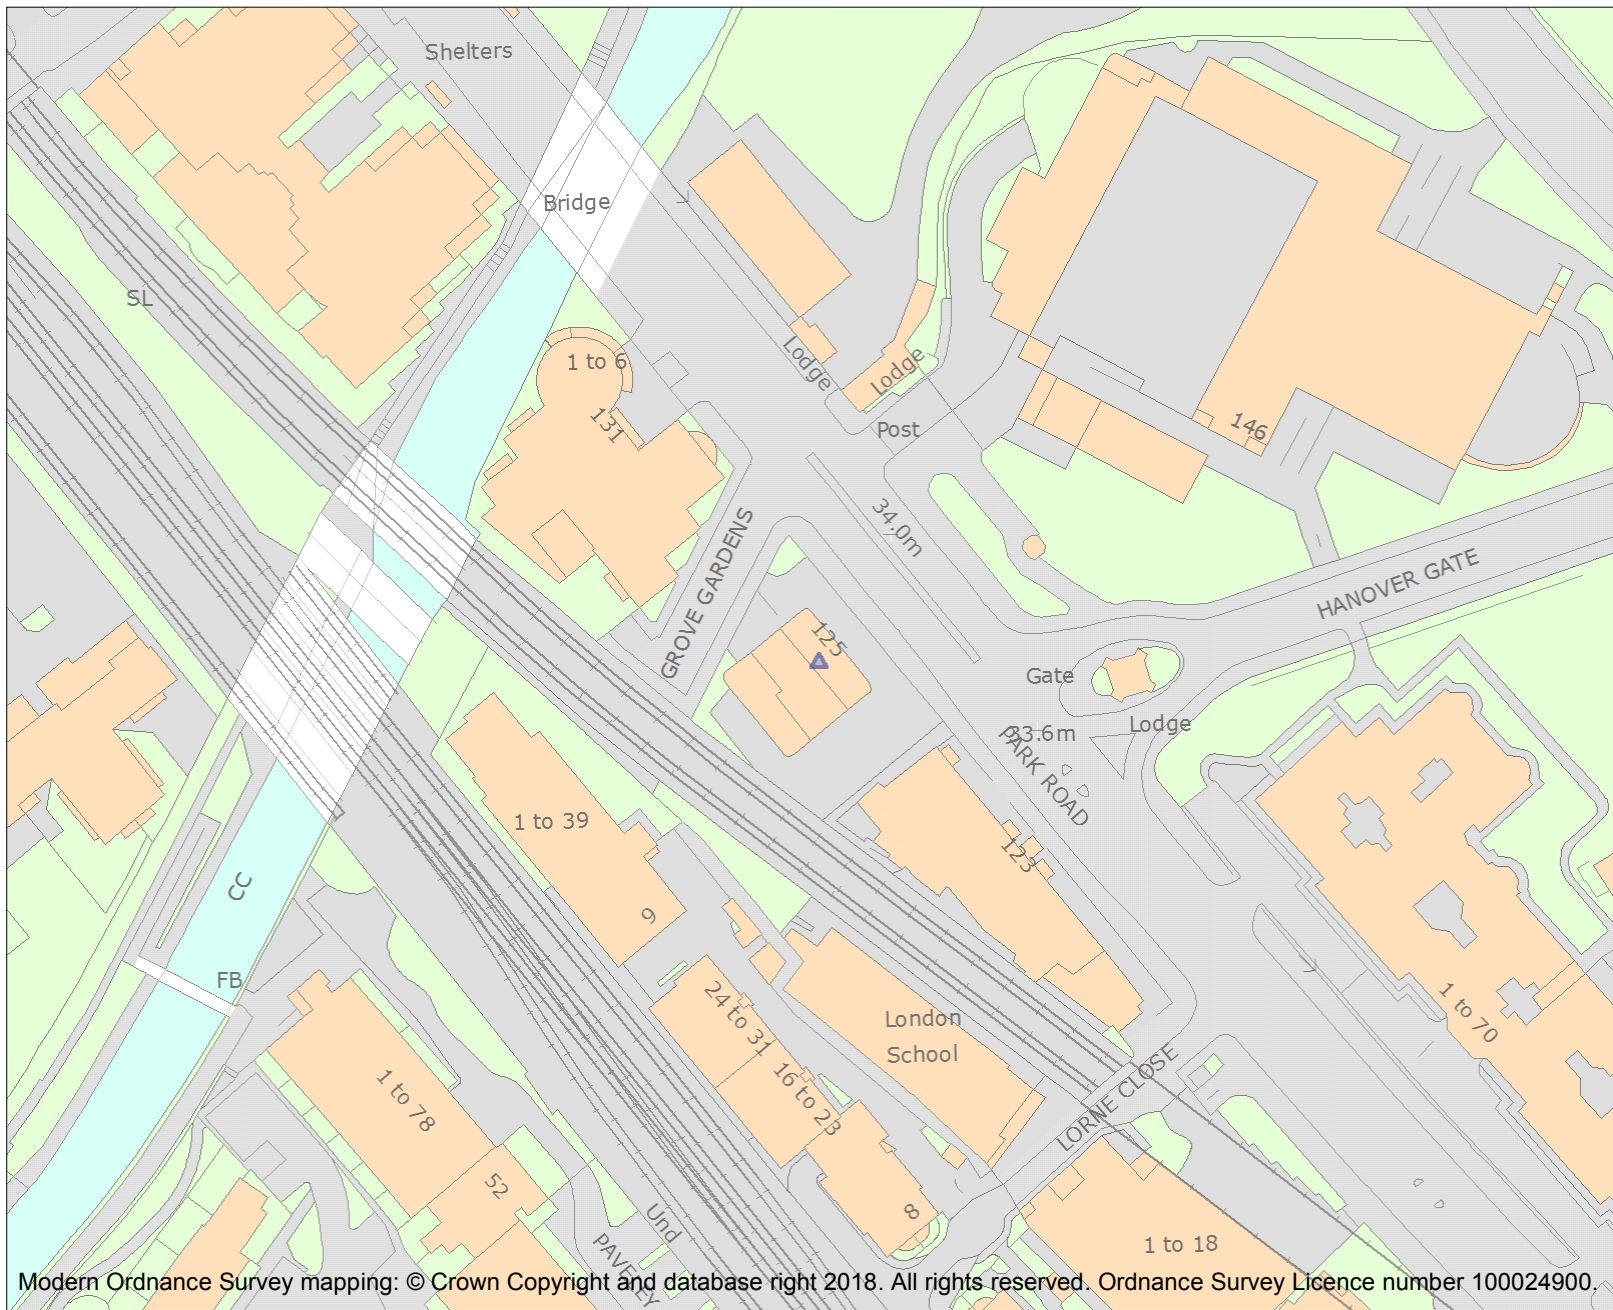 Shelters
Bridge
SL
1 to 6
131
Lodge
Lodge
Post
146
34.0m
GROVE GARDENS
125
HANOVER GATE
Gate
Lodge
33.6m
PARK ROAD
1 to 39
123
CC
9
FB
24 to 31
London
School
1 to 70
16 to 23
1 to 78
LORNE CLOSE
52
8
Und
1 to 18
PAVELEY
Modern Ordnance Survey mapping: © Crown Copyright and database right 2018. All rights reserved. Ordnance Survey Licence number 100024900.